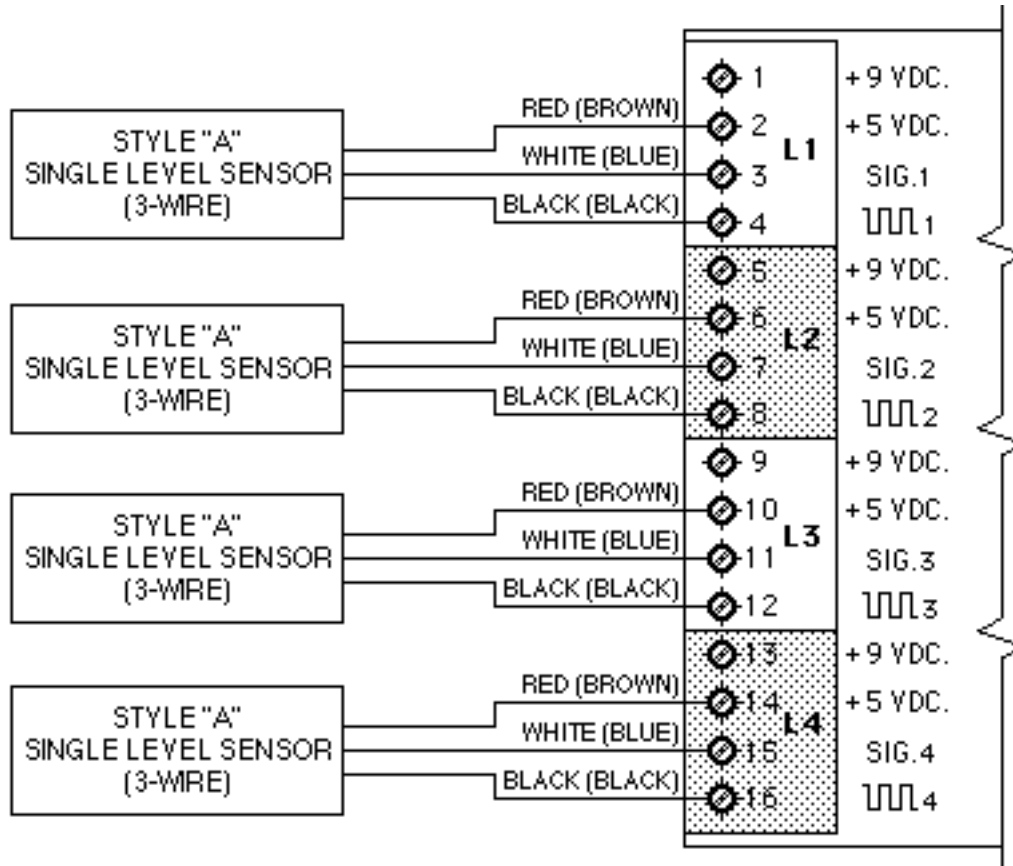 STYLE "A"
SINGLE LEVEL SENSOR
(3-WIRE)
RED (BROWN)
WHITE (BLUE)
BLACK (BLACK)
L1
1 +9 VDC.
2 +5 VDC.
3 SIG.1
4 1
STYLE "A"
SINGLE LEVEL SENSOR
(3-WIRE)
RED (BROWN)
WHITE (BLUE)
BLACK (BLACK)
L2
5 +9 VDC.
6 +5 VDC.
7 SIG.2
8 2
STYLE "A"
SINGLE LEVEL SENSOR
(3-WIRE)
RED (BROWN)
WHITE (BLUE)
BLACK (BLACK)
L3
9 +9 VDC.
10 +5 VDC.
11 SIG.3
12 3
STYLE "A"
SINGLE LEVEL SENSOR
(3-WIRE)
RED (BROWN)
WHITE (BLUE)
BLACK (BLACK)
L4
13 +9 VDC.
14 +5 VDC.
15 SIG.4
16 4